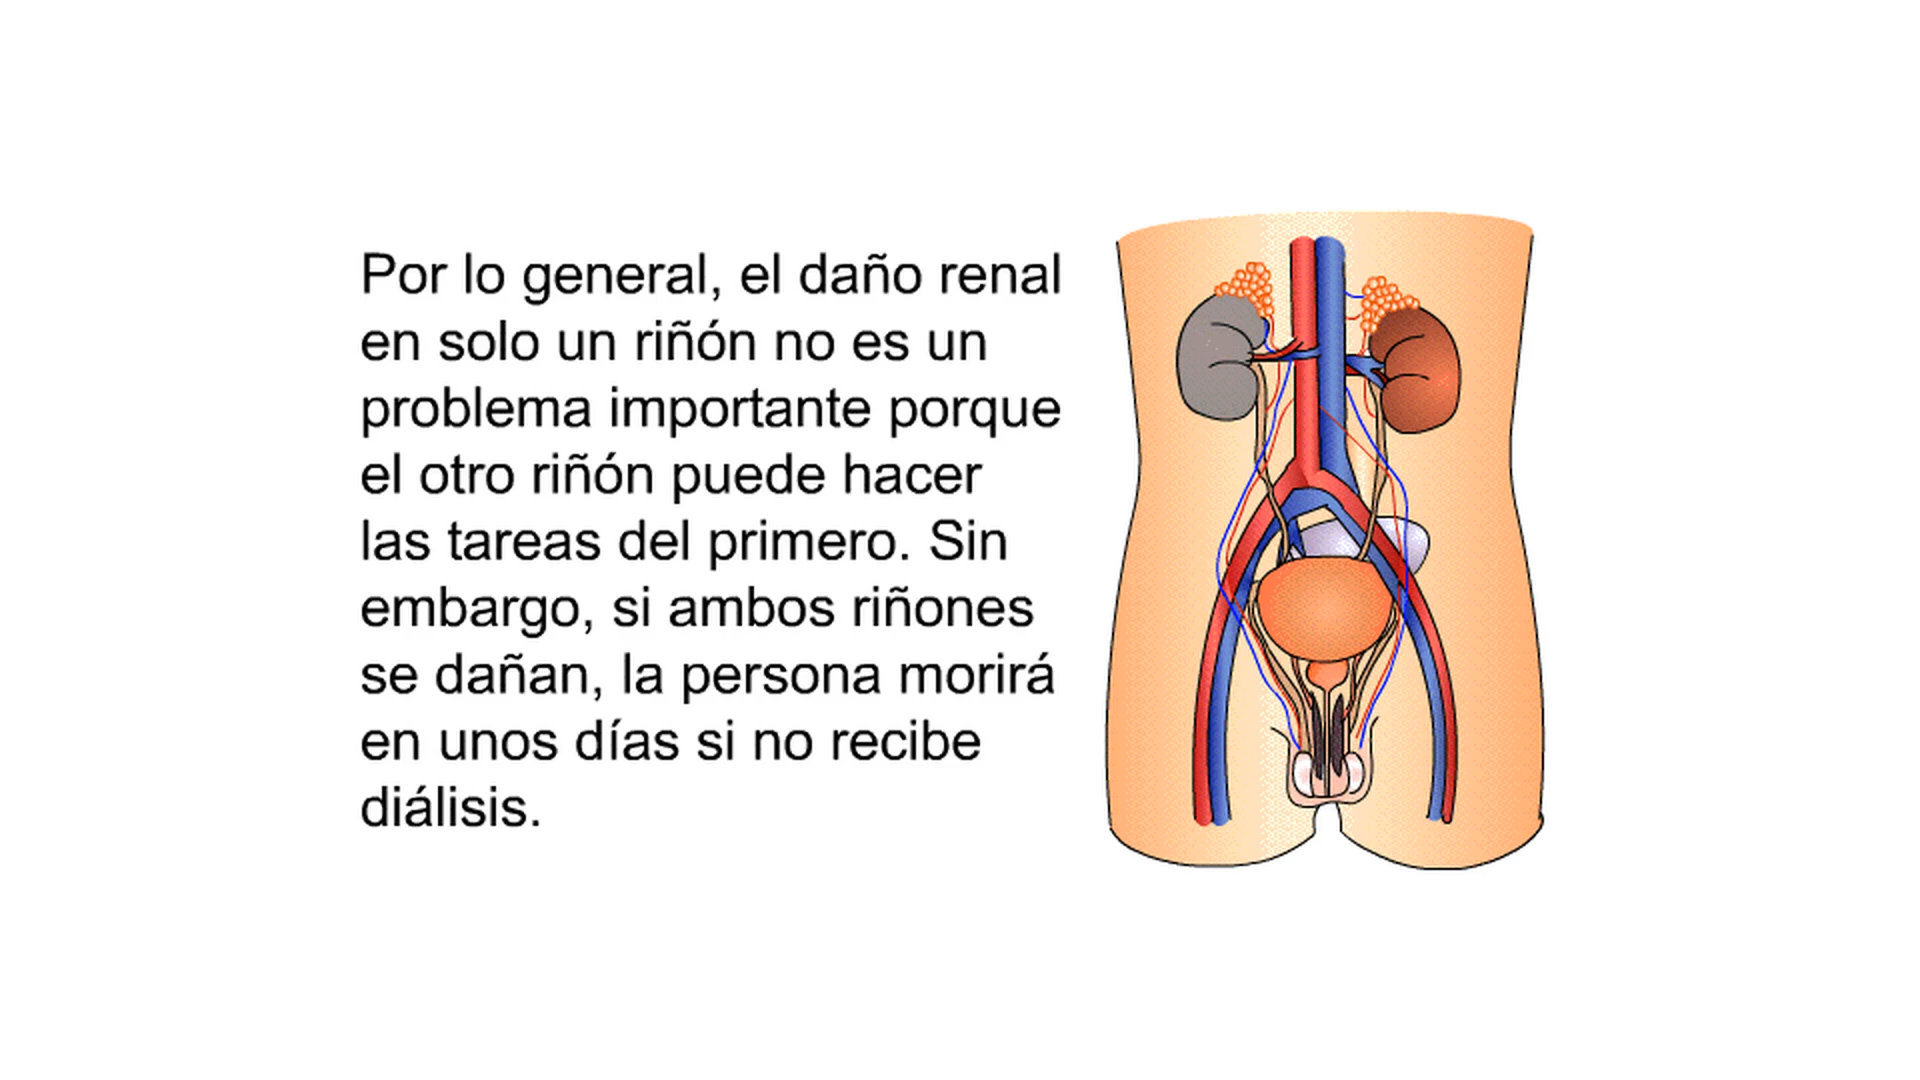 Por lo general, el daño renal
en solo un riñón no es un
problema importante porque
el otro riñón puede hacer
las tareas del primero. Sin
embargo, si ambos riñones
se dañan, la persona morirá
en unos días si no recibe
diálisis.